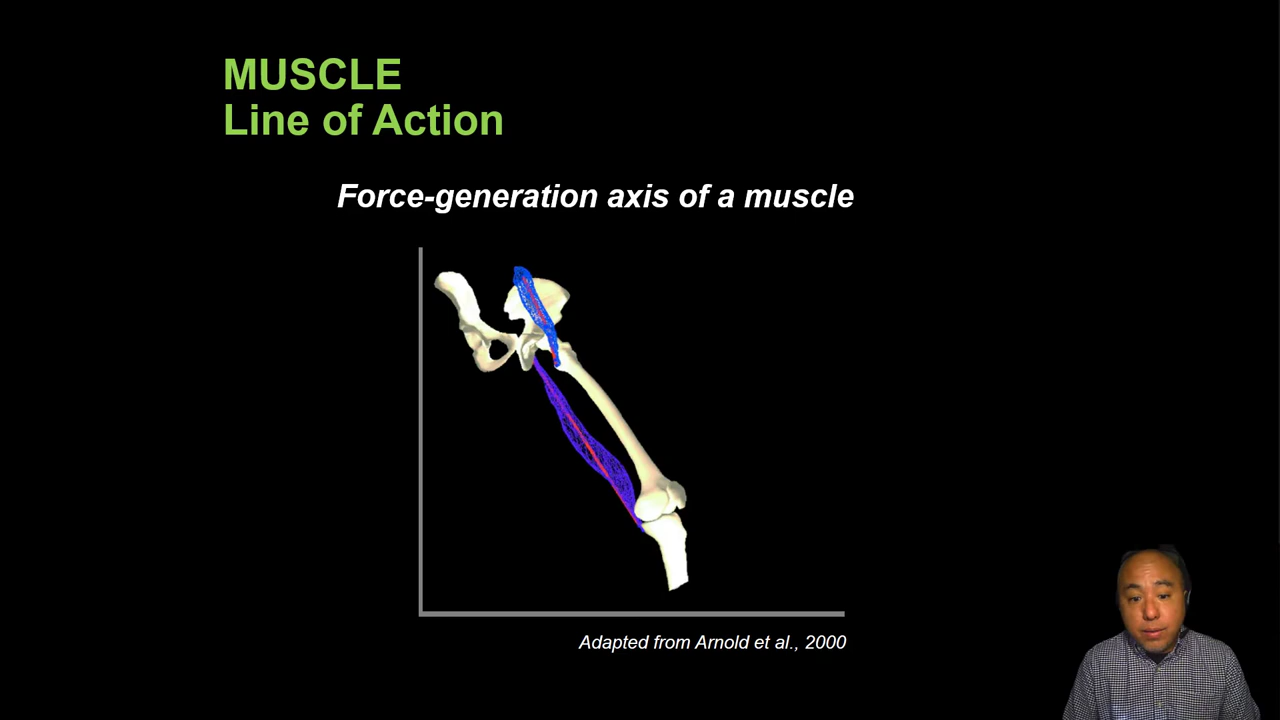 MUSCLE
Line of Action
Force-generation axis of a muscle
Adapted from Arnold et al., 2000